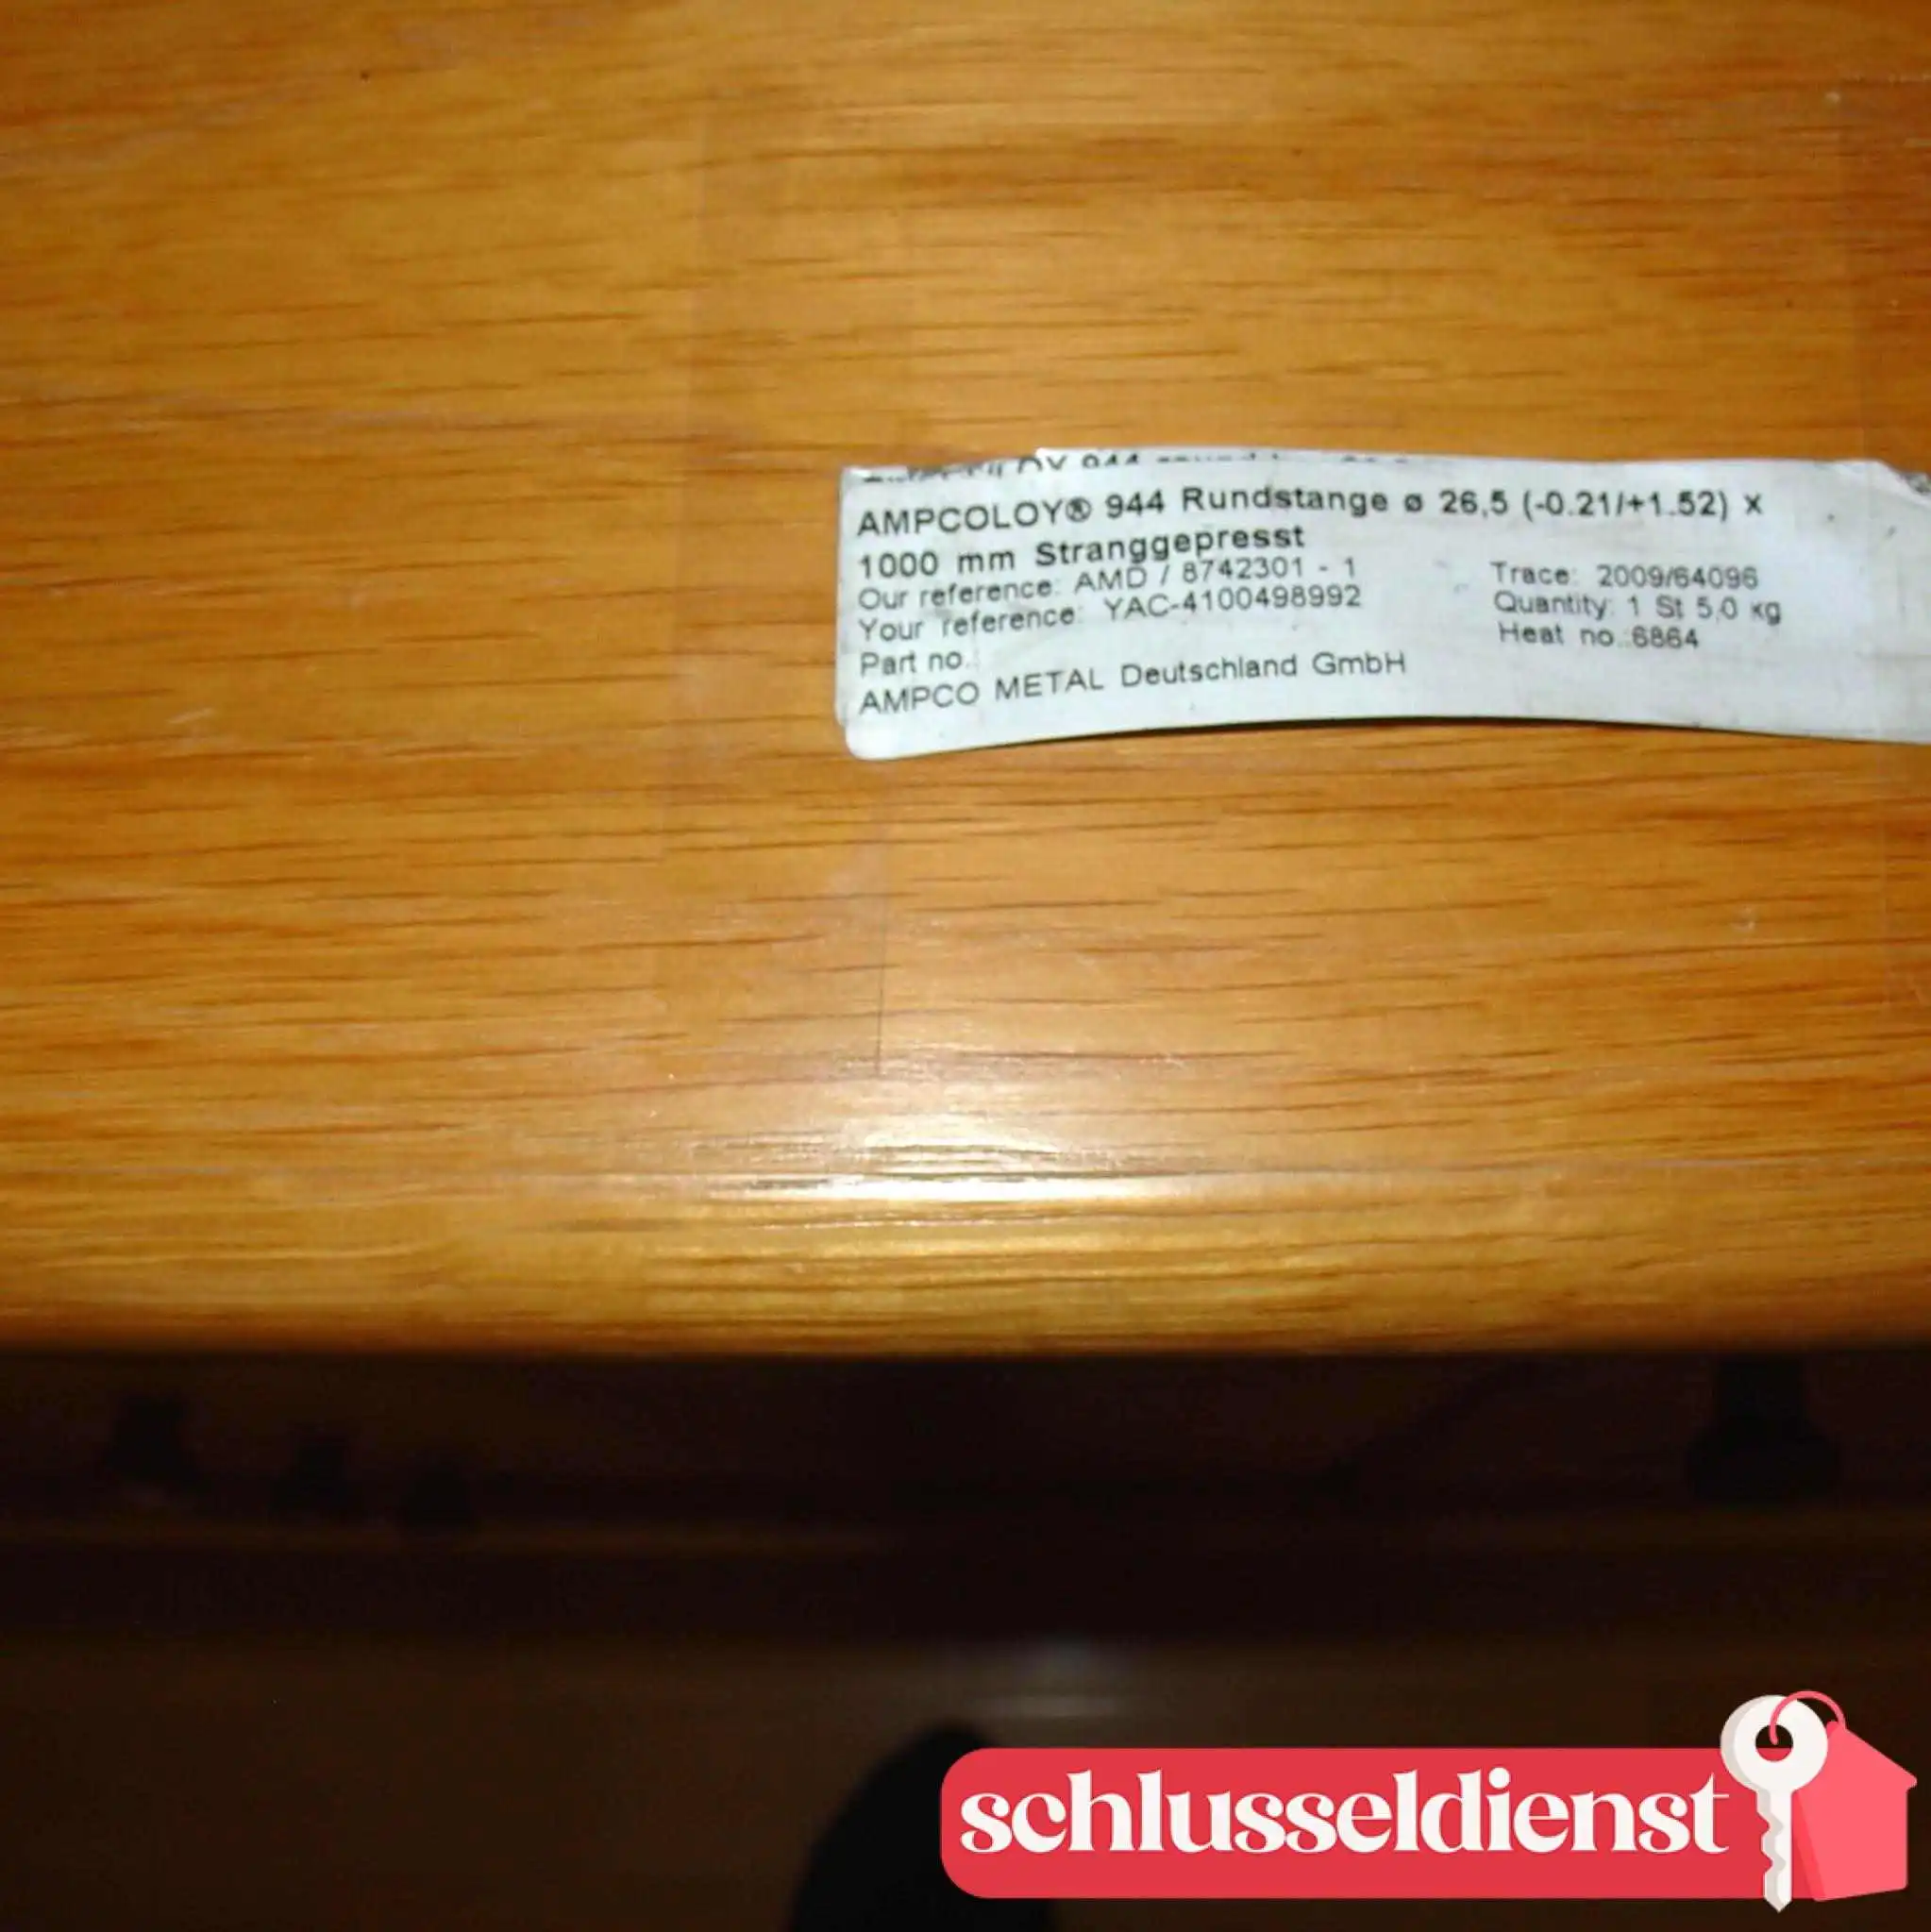 AMPCOLOY® 944 Rundstange ø 26,5 (-0.21/+1.52) x
1000 mm Stranggepresst
Our reference: AMD / 8742301 - 1
Your reference: YAC-4100498992
Part no.:
AMPCO METAL Deutschland GmbH
Trace: 2009/64096
Quantity: 1 St 5,0 kg
Heat no.:6864
schlusseldienst